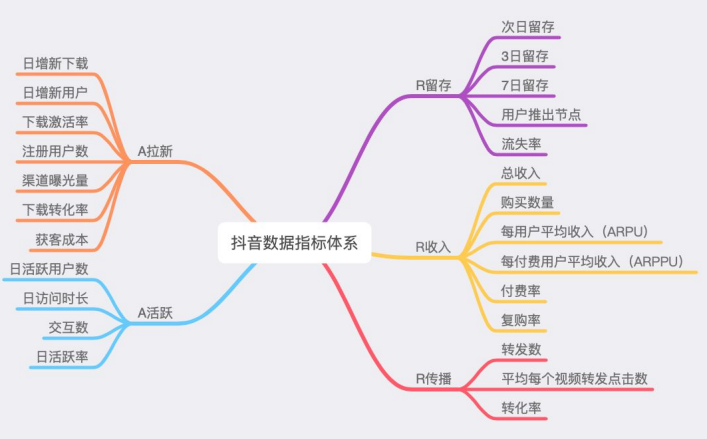 抖音数据指标体系
A拉新
日增新下载
日增新用户
下载激活率
注册用户数
渠道曝光量
下载转化率
获客成本
A活跃
日活跃用户数
日访问时长
交互数
日活跃率
R留存
次日留存
3日留存
7日留存
用户推出节点
流失率
R收入
总收入
购买数量
每用户平均收入（ARPU）
每付费用户平均收入（ARPPU）
付费率
复购率
R传播
转发数
平均每个视频转发点击数
转化率